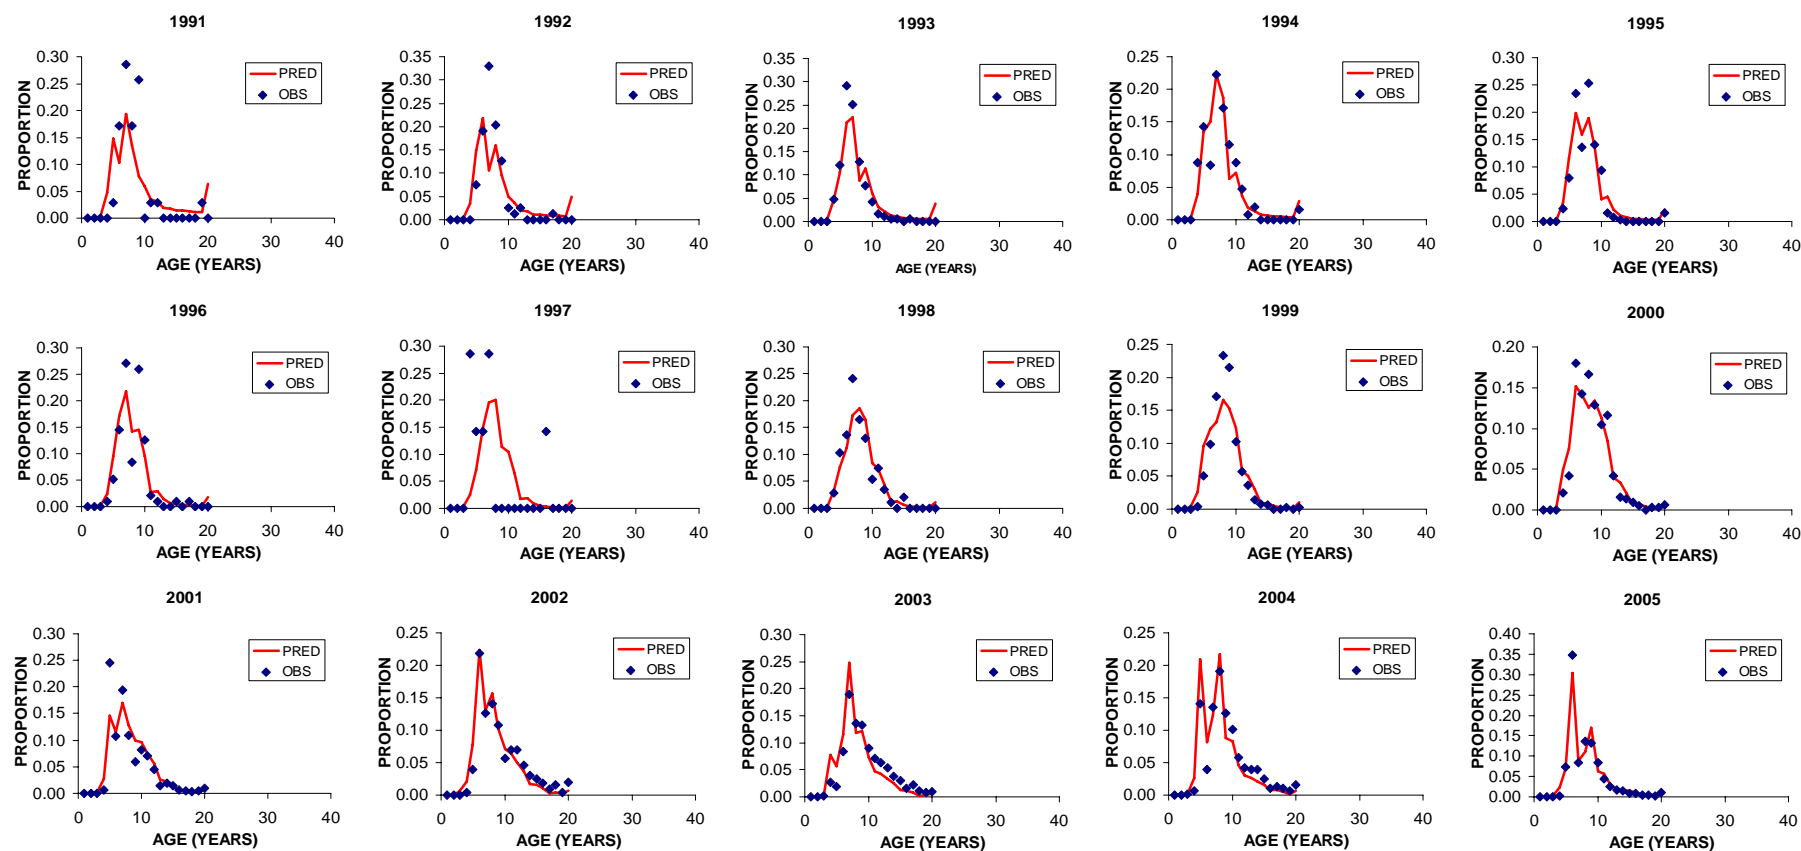 1991
0.30
0.25
0.20
0.15
0.10
0.05
0.00
0 10 20 30 40
PROPORTION
AGE (YEARS)
PRED
OBS
1992
0.35
0.30
0.25
0.20
0.15
0.10
0.05
0.00
0 10 20 30 40
PROPORTION
AGE (YEARS)
PRED
OBS
1993
0.35
0.30
0.25
0.20
0.15
0.10
0.05
0.00
0 10 20 30 40
PROPORTION
AGE (YEARS)
PRED
OBS
1994
0.25
0.20
0.15
0.10
0.05
0.00
0 10 20 30 40
PROPORTION
AGE (YEARS)
PRED
OBS
1995
0.30
0.25
0.20
0.15
0.10
0.05
0.00
0 10 20 30 40
PROPORTION
AGE (YEARS)
PRED
OBS
1996
0.30
0.25
0.20
0.15
0.10
0.05
0.00
0 10 20 30 40
PROPORTION
AGE (YEARS)
PRED
OBS
1997
0.30
0.20
0.10
0.00
0 10 20 30 40
PROPORTION
AGE (YEARS)
PRED
OBS
1998
0.30
0.25
0.20
0.15
0.10
0.05
0.00
0 10 20 30 40
PROPORTION
AGE (YEARS)
PRED
OBS
1999
0.25
0.20
0.15
0.10
0.05
0.00
0 10 20 30 40
PROPORTION
AGE (YEARS)
PRED
OBS
2000
0.20
0.15
0.10
0.05
0.00
0 10 20 30 40
PROPORTION
AGE (YEARS)
PRED
OBS
2001
0.30
0.25
0.20
0.15
0.10
0.05
0.00
0 10 20 30 40
PROPORTION
AGE (YEARS)
PRED
OBS
2002
0.25
0.20
0.15
0.10
0.05
0.00
0 10 20 30 40
PROPORTION
AGE (YEARS)
PRED
OBS
2003
0.30
0.25
0.20
0.15
0.10
0.05
0.00
0 10 20 30 40
PROPORTION
AGE (YEARS)
PRED
OBS
2004
0.25
0.20
0.15
0.10
0.05
0.00
0 10 20 30 40
PROPORTION
AGE (YEARS)
PRED
OBS
2005
0.40
0.35
0.30
0.25
0.20
0.15
0.10
0.05
0.00
0 10 20 30 40
PROPORTION
AGE (YEARS)
PRED
OBS